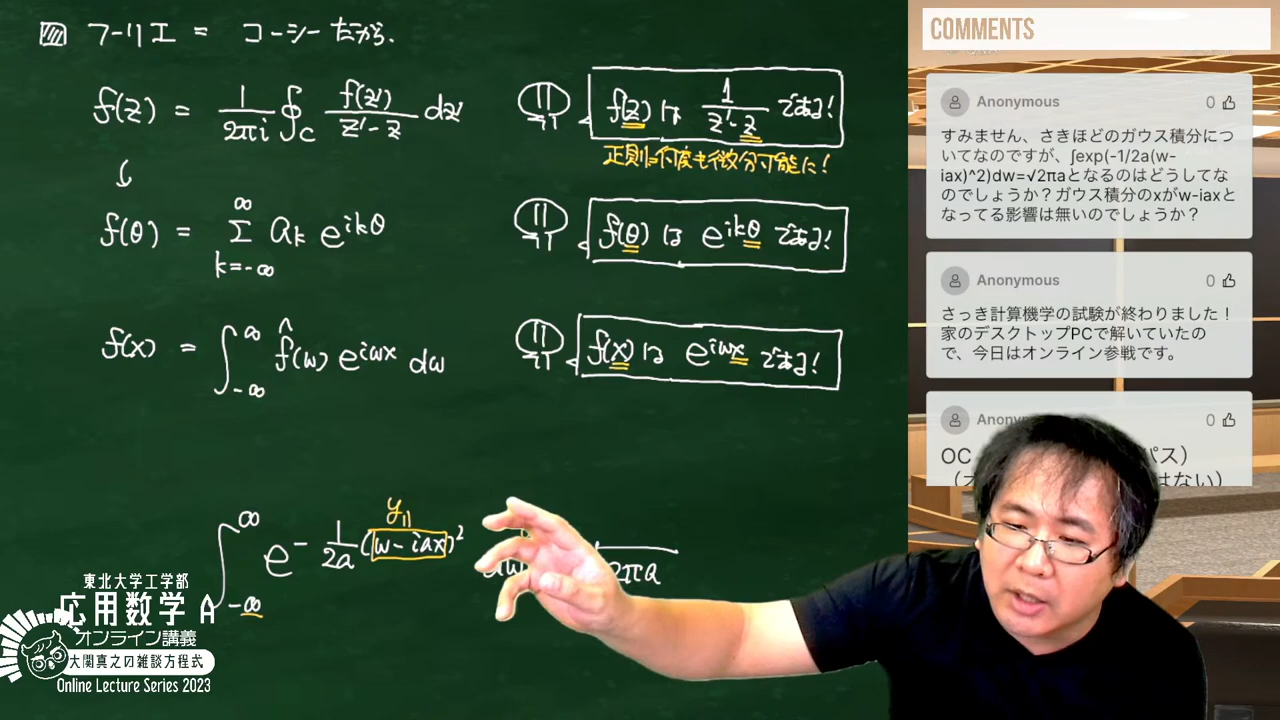 フーリエ = コーシーだから.
f(z) = 1/2πi ∮C f(z')/z'-z dz'
f(z) は 1/z'-z である!
正則は何度も微分可能に!
↓
f(θ) = Σ k=-∞ ∞ ak e^ikθ
f(θ) は e^ikθ である!
f(x) = ∫-∞ ∞ f̂(ω) e^iωx dω
f(x) は e^iωx である!
y
∫-∞ ∞ e^- 1/2a (ω-iax)^2
2πa
東北大学工学部
応用数学 A
オンライン講義
大関真之の雑談方程式
Online Lecture Series 2023
COMMENTS
Anonymous 0
すみません、さきほどのガウス積分につ
いてなのですが、∫exp(-1/2a(w-
iax)^2)dw=√2πaとなるのはどうしてな
のでしょうか？ガウス積分のxがw-iaxと
なってる影響は無いのでしょうか？
Anonymous 0
さっき計算機学の試験が終わりました！
家のデスクトップPCで解いていたの
で、今日はオンライン参戦です。
0
OC パス）
はない）